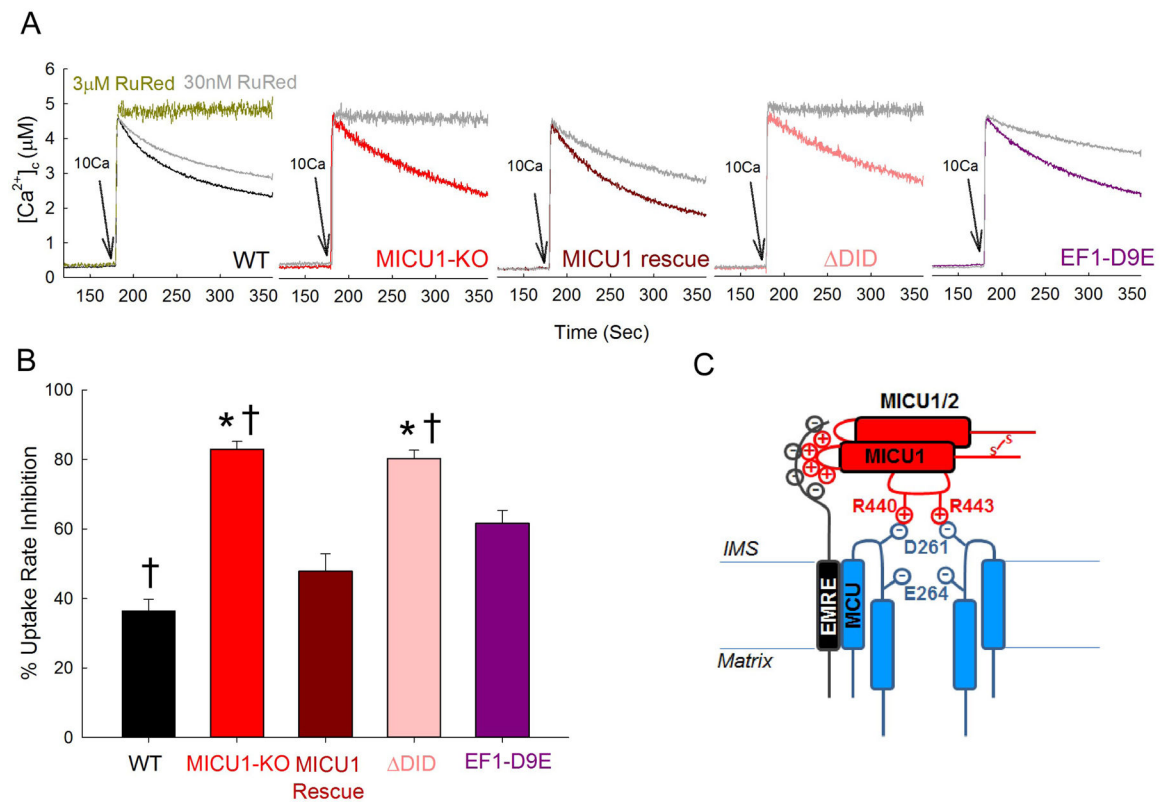 A
3μM RuRed 30nM RuRed
[Ca²⁺]c (μM)
6
5
4
3
2
1
0
10Ca
10Ca
10Ca
10Ca
10Ca
WT
MICU1-KO
MICU1 rescue
ΔDID
EF1-D9E
150 200 250 300 350
150 200 250 300 350
150 200 250 300 350
150 200 250 300 350
150 200 250 300 350
Time (Sec)
B
% Uptake Rate Inhibition
100
80
60
40
20
0
†
* †
* †
WT
MICU1-KO
MICU1
Rescue
ΔDID
EF1-D9E
C
MICU1/2
MICU1
s s
R440
R443
D261
E264
IMS
EMRE
MCU
Matrix